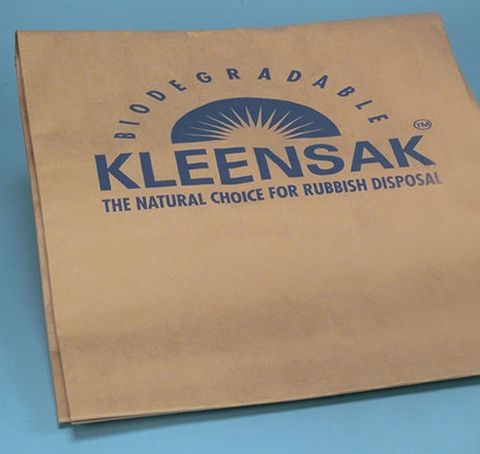 BIODEGRADABLE
KLEENSAK™
THE NATURAL CHOICE FOR RUBBISH DISPOSAL